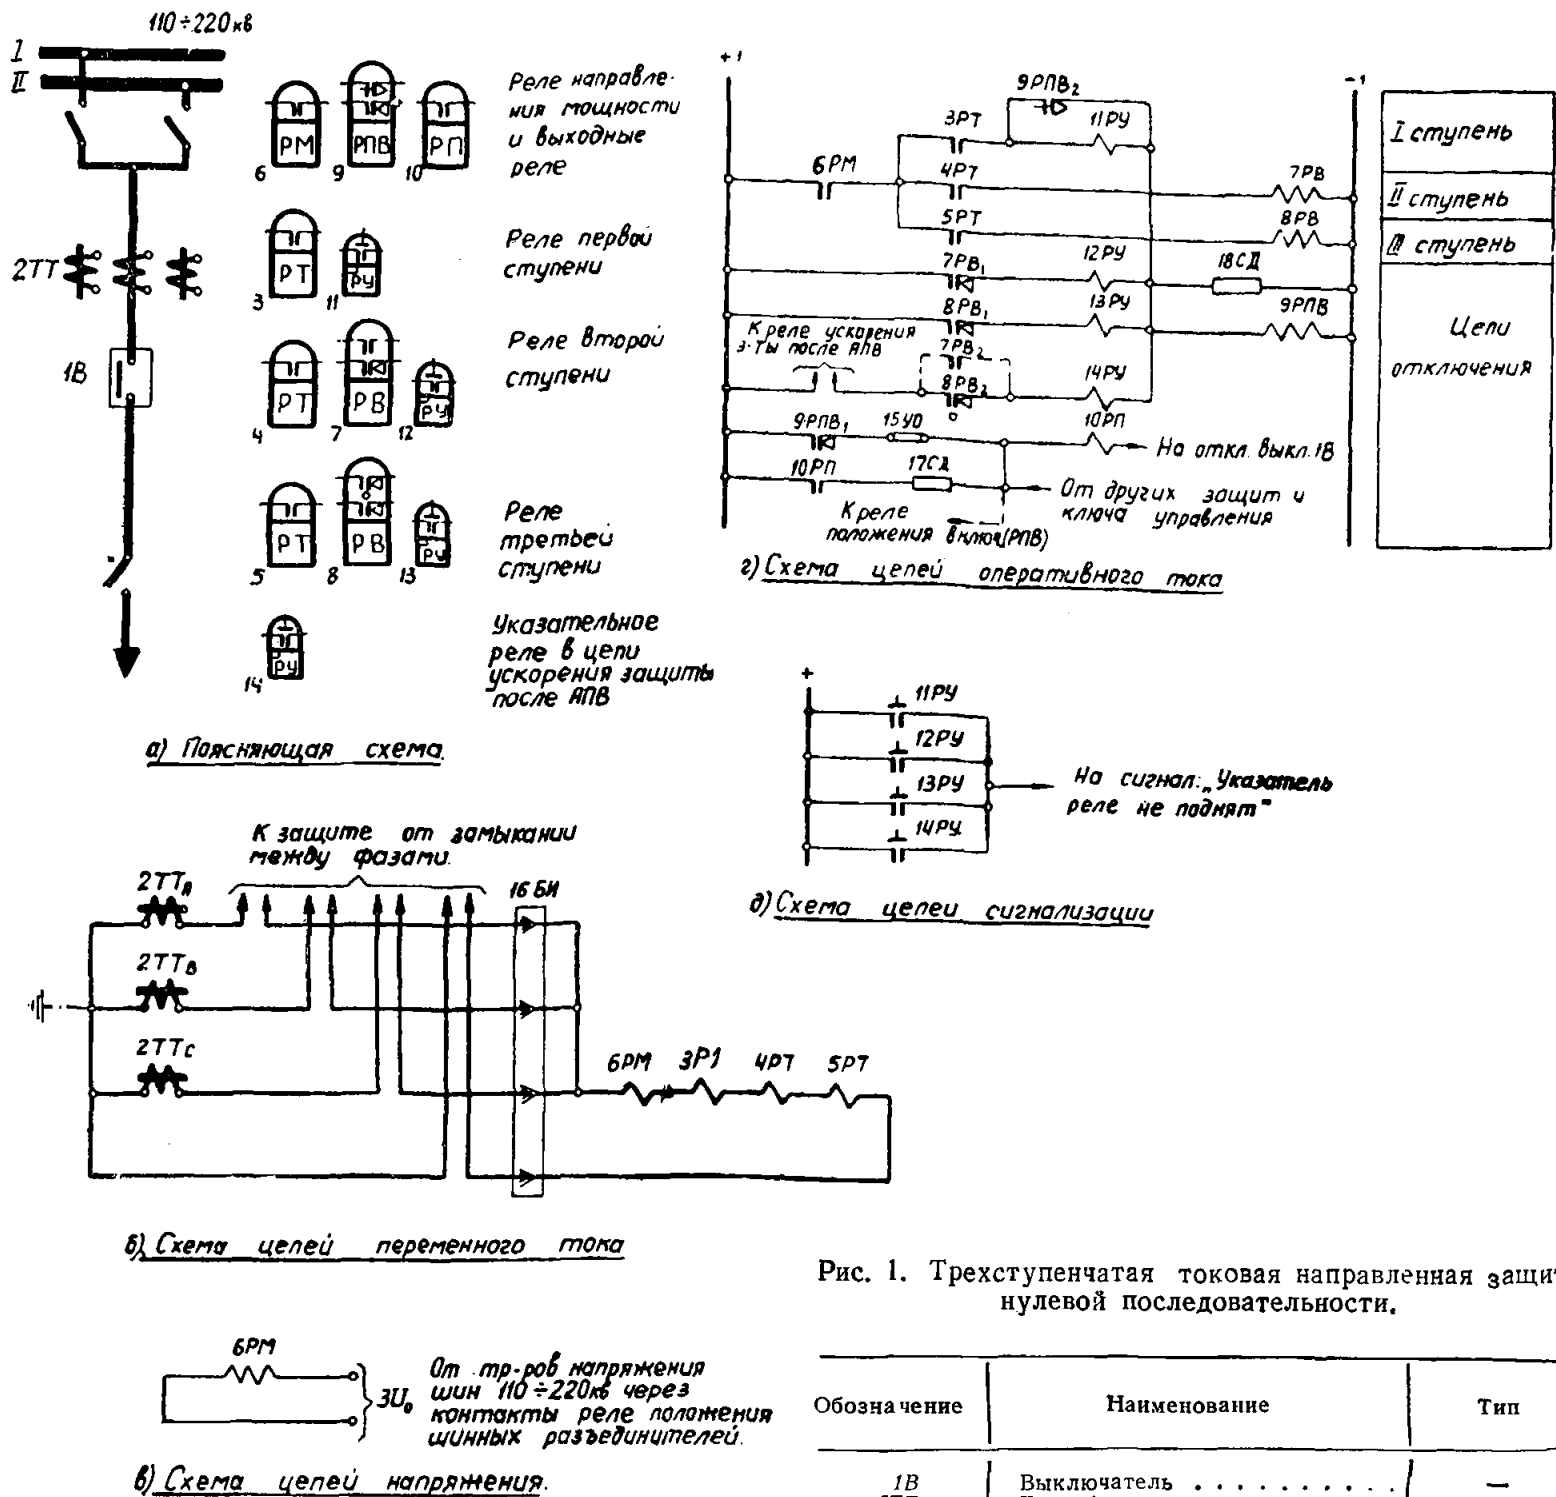 110÷220кв
I
II
РМ
6
РПВ
9
РП
10
Реле направле-
ния мощности
и выходные
реле
2ТТ
РТ
3
РУ
11
Реле первой
ступени
1В
РТ
4
РВ
7
РУ
12
Реле второй
ступени
РТ
5
РВ
8
РУ
13
Реле
третьей
ступени
РУ
14
Указательное
реле в цепи
ускорения защиты
после АПВ
а) Поясняющая схема.
+1
-1
9РПВ2
3РТ
11РУ
6РМ
4РТ
7РВ
5РТ
8РВ
7РВ1
12РУ
18СД
8РВ1
13РУ
9РПВ
К реле ускорения
з-ты после АПВ
7РВ2
8РВ2
14РУ
9РПВ1
15УО
10РП
На откл. выкл. 1В
10РП
17СД
От других защит и
ключа управления
К реле
положения включ(РПВ)
I ступень
II ступень
III ступень
Цепи
отключения
г) Схема цепей оперативного тока
+
11РУ
12РУ
13РУ
14РУ
На сигнал: „Указатель
реле не поднят"
д) Схема цепей сигнализации
К защите от замыкании
между фазами.
2ТТА
2ТТВ
2ТТС
16БИ
6РМ
3Р1
4РТ
5РТ
б) Схема цепей переменного тока
6РМ
3U0
От тр-ров напряжения
шин 110÷220кв через
контакты реле положения
шинных разъединителей.
в) Схема цепей напряжения.
Рис. 1. Трехступенчатая токовая направленная защит
нулевой последовательности.
Обозначение
Наименование
Тип
1В
Выключатель . . . . . . . . . .
—